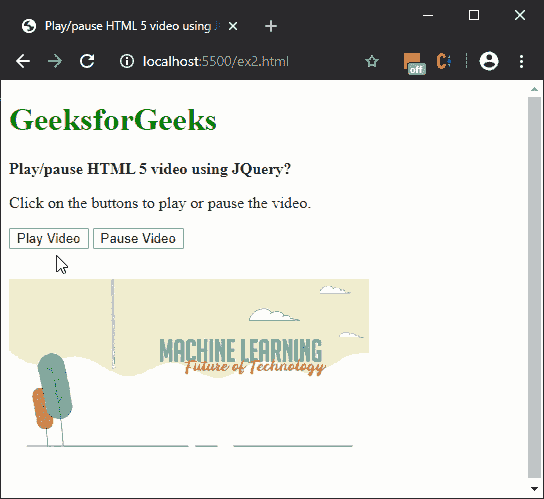 Play/pause HTML 5 video using J
localhost:5500/ex2.html
off
GeeksforGeeks
Play/pause HTML 5 video using JQuery?
Click on the buttons to play or pause the video.
Play Video Pause Video
MACHINE LEARNING
Future of Technology